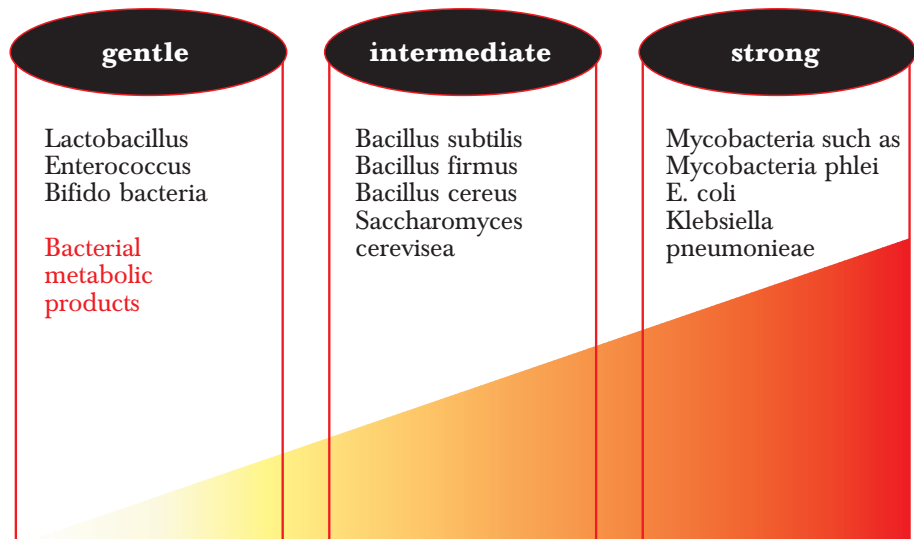 gentle
Lactobacillus
Enterococcus
Bifido bacteria
Bacterial
metabolic
products
intermediate
Bacillus subtilis
Bacillus firmus
Bacillus cereus
Saccharomyces
cerevisea
strong
Mycobacteria such as
Mycobacteria phlei
E. coli
Klebsiella
pneumonieae